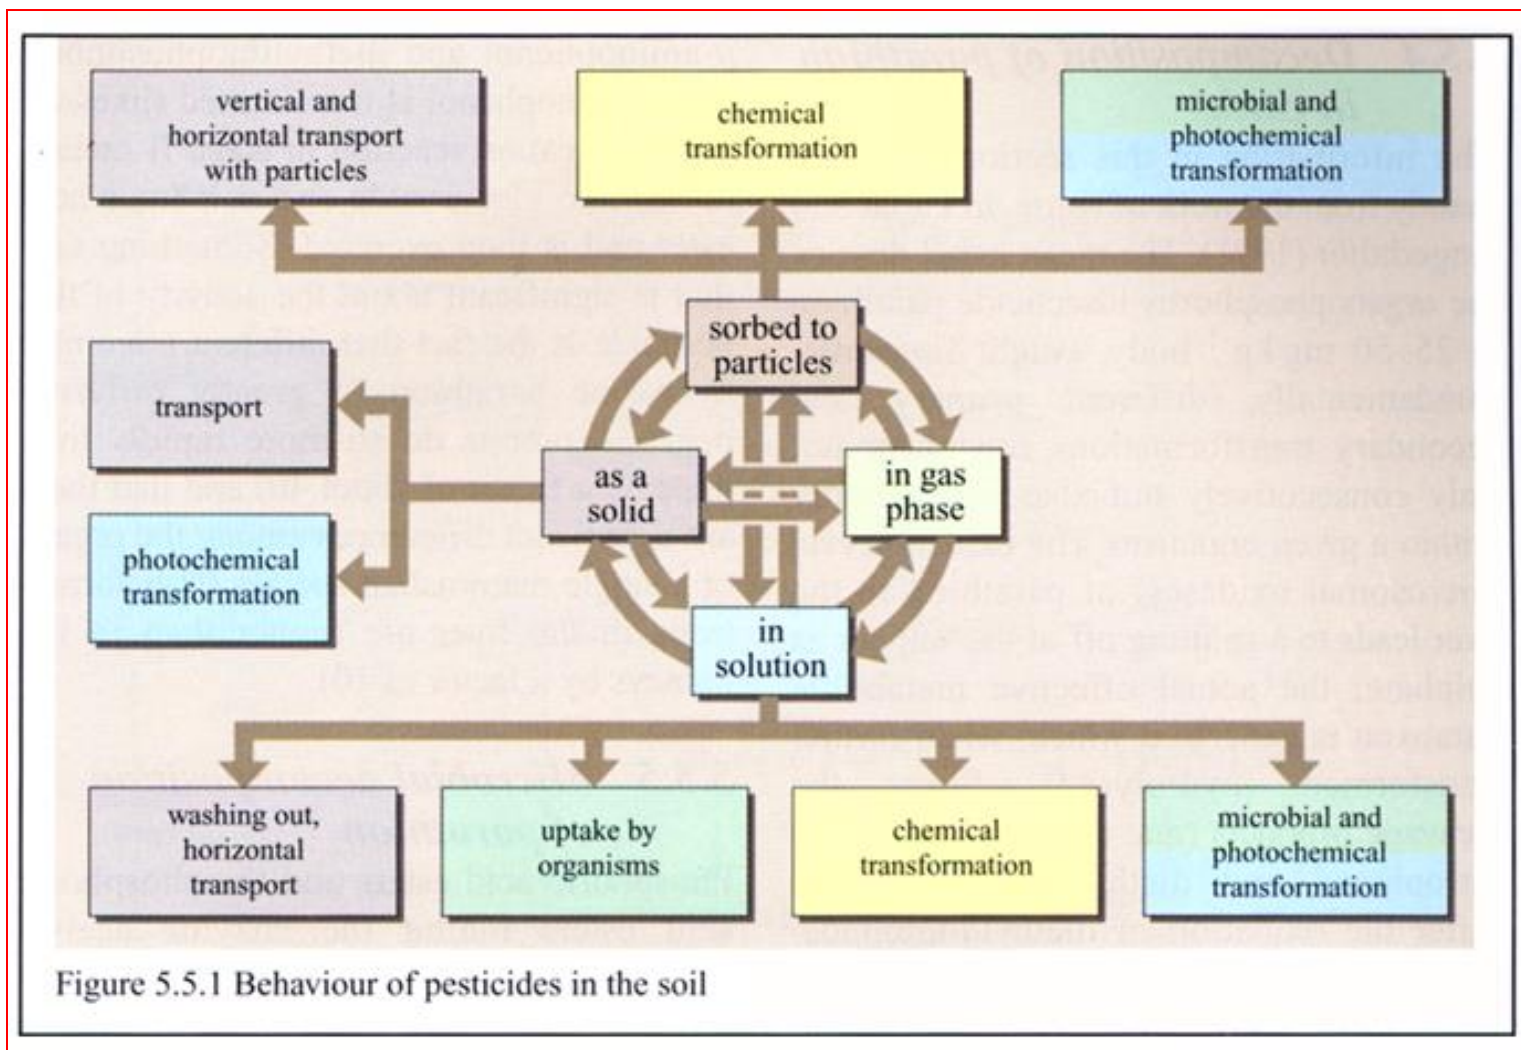 vertical and
horizontal transport
with particles
chemical
transformation
microbial and
photochemical
transformation
sorbed to
particles
transport
as a
solid
in gas
phase
photochemical
transformation
in
solution
washing out,
horizontal
transport
uptake by
organisms
chemical
transformation
microbial and
photochemical
transformation
Figure 5.5.1 Behaviour of pesticides in the soil